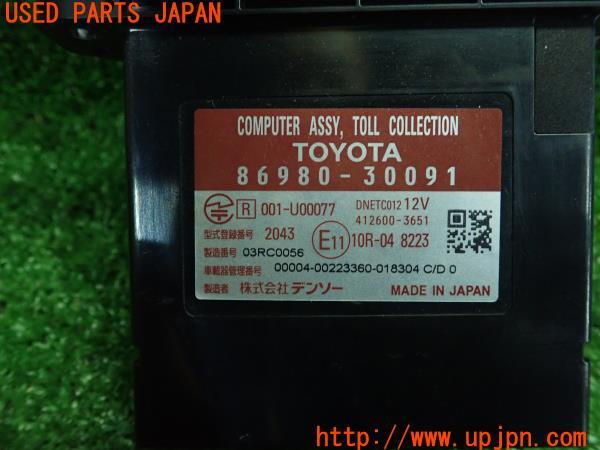 USED PARTS JAPAN
COMPUTER ASSY, TOLL COLLECTION
TOYOTA
86980-30091
R 001-U00077 DNETC012 12V
412600-3651
型式登録番号 2043 E11 10R-04 8223
製造番号 03RC0056
車載器管理番号 00004-00223360-018304 C/D 0
製造者 株式会社デンソー MADE IN JAPAN
http://www.upjpn.com